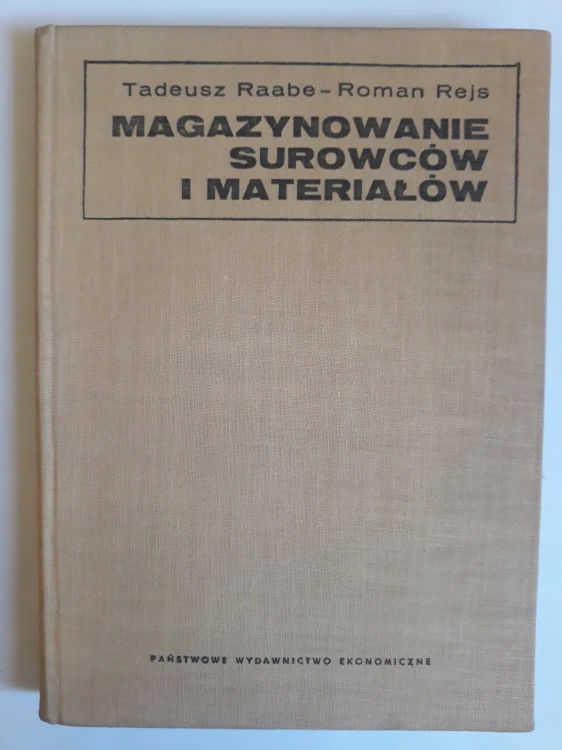 Tadeusz Raabe – Roman Rejs
MAGAZYNOWANIE
SUROWCÓW
I MATERIAŁÓW
PAŃSTWOWE WYDAWNICTWO EKONOMICZNE